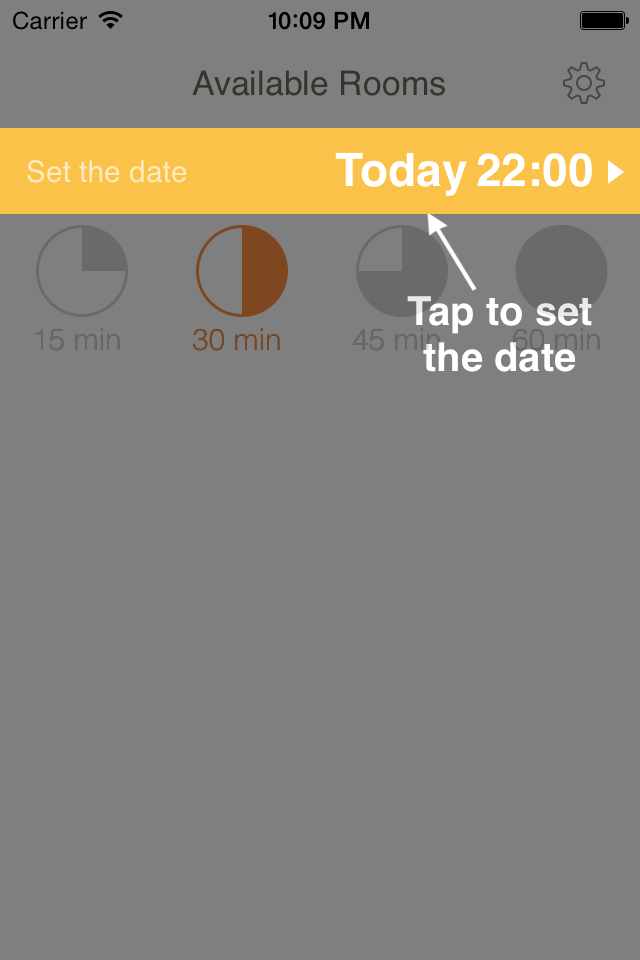 Carrier 10:09 PM
Available Rooms
Set the date Today 22:00
15 min 30 min 45 min 60 min
Tap to set
the date